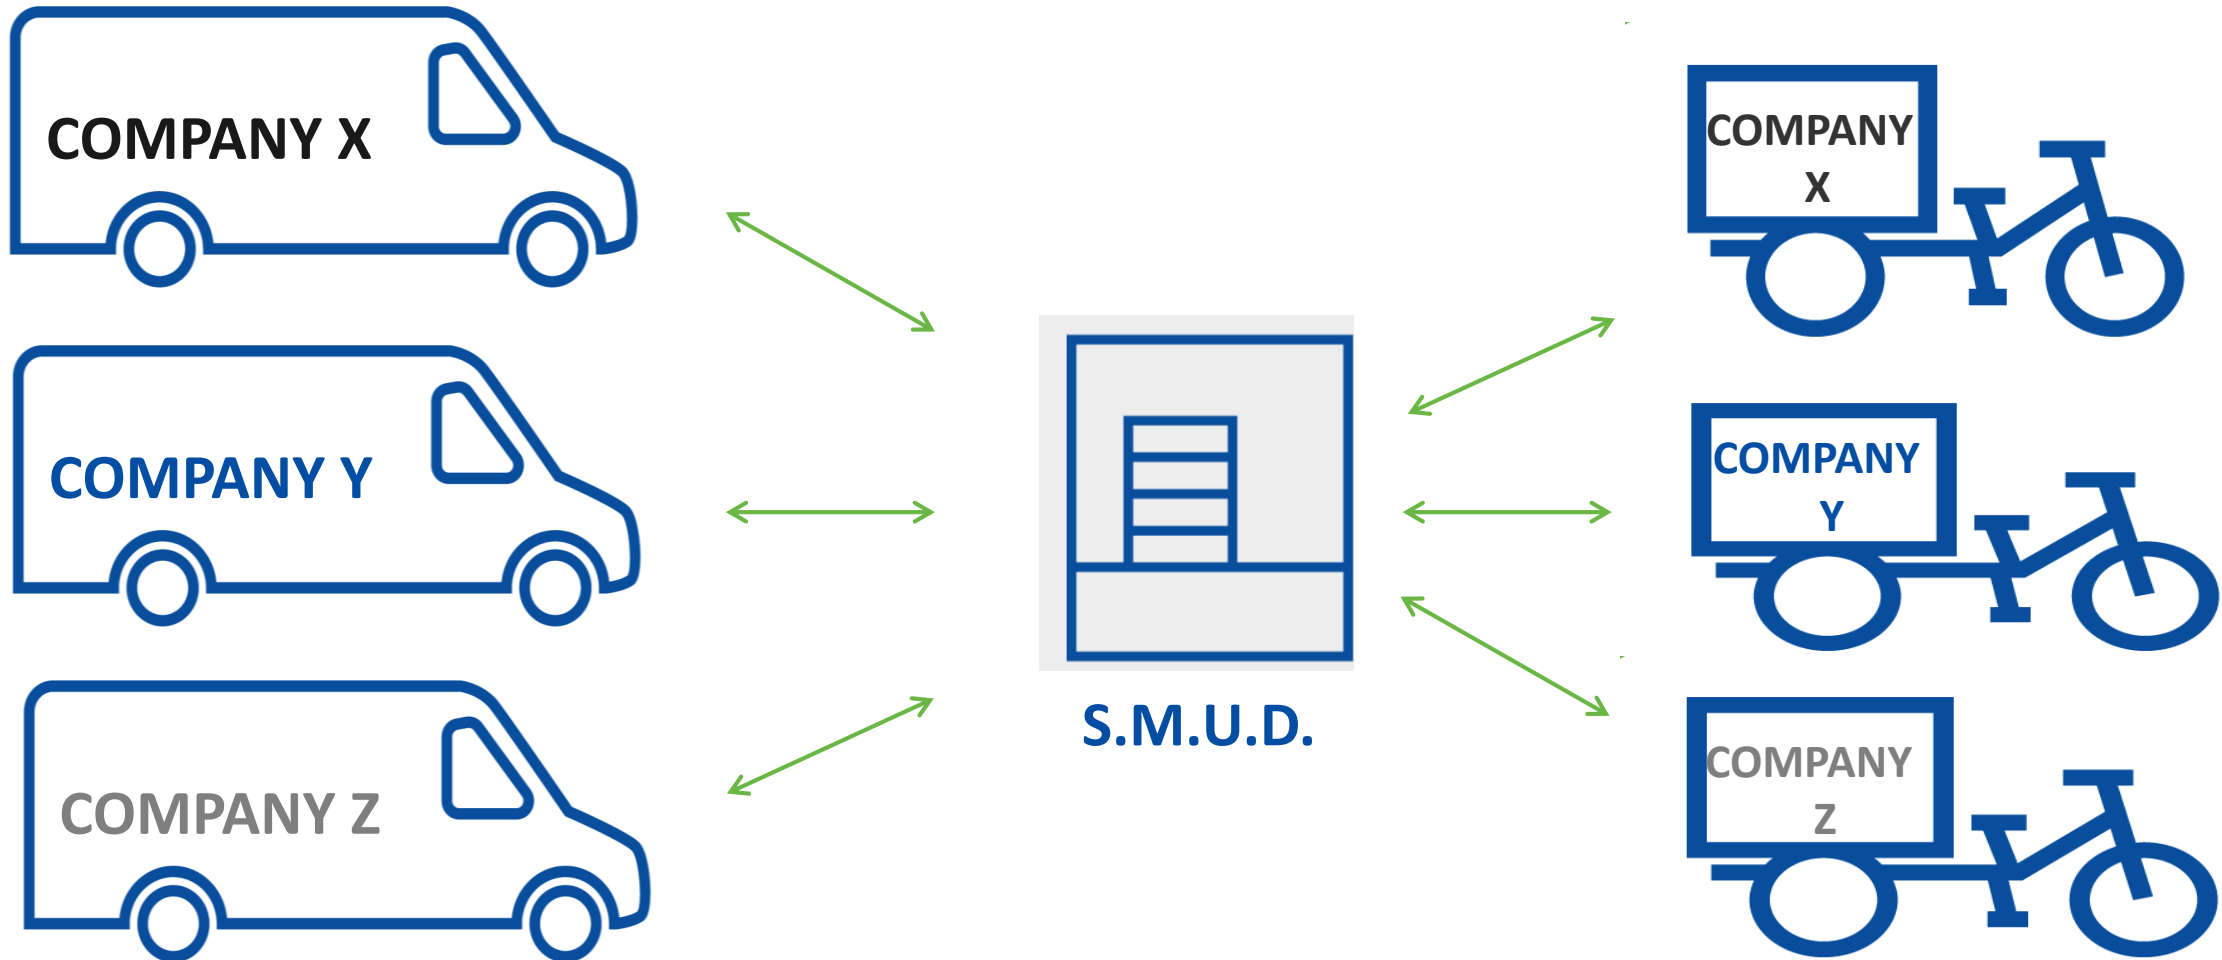 COMPANY X
COMPANY Y
COMPANY Z
S.M.U.D.
COMPANY
X
COMPANY
Y
COMPANY
Z